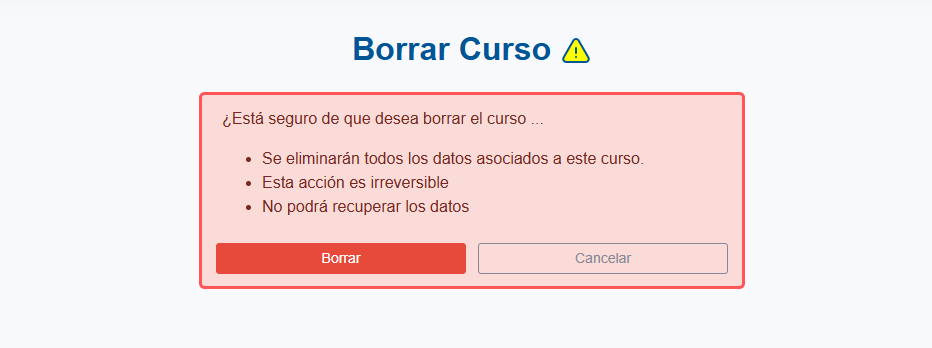 Borrar Curso
¿Está seguro de que desea borrar el curso ...
• Se eliminarán todos los datos asociados a este curso.
• Esta acción es irreversible
• No podrá recuperar los datos
Borrar
Cancelar